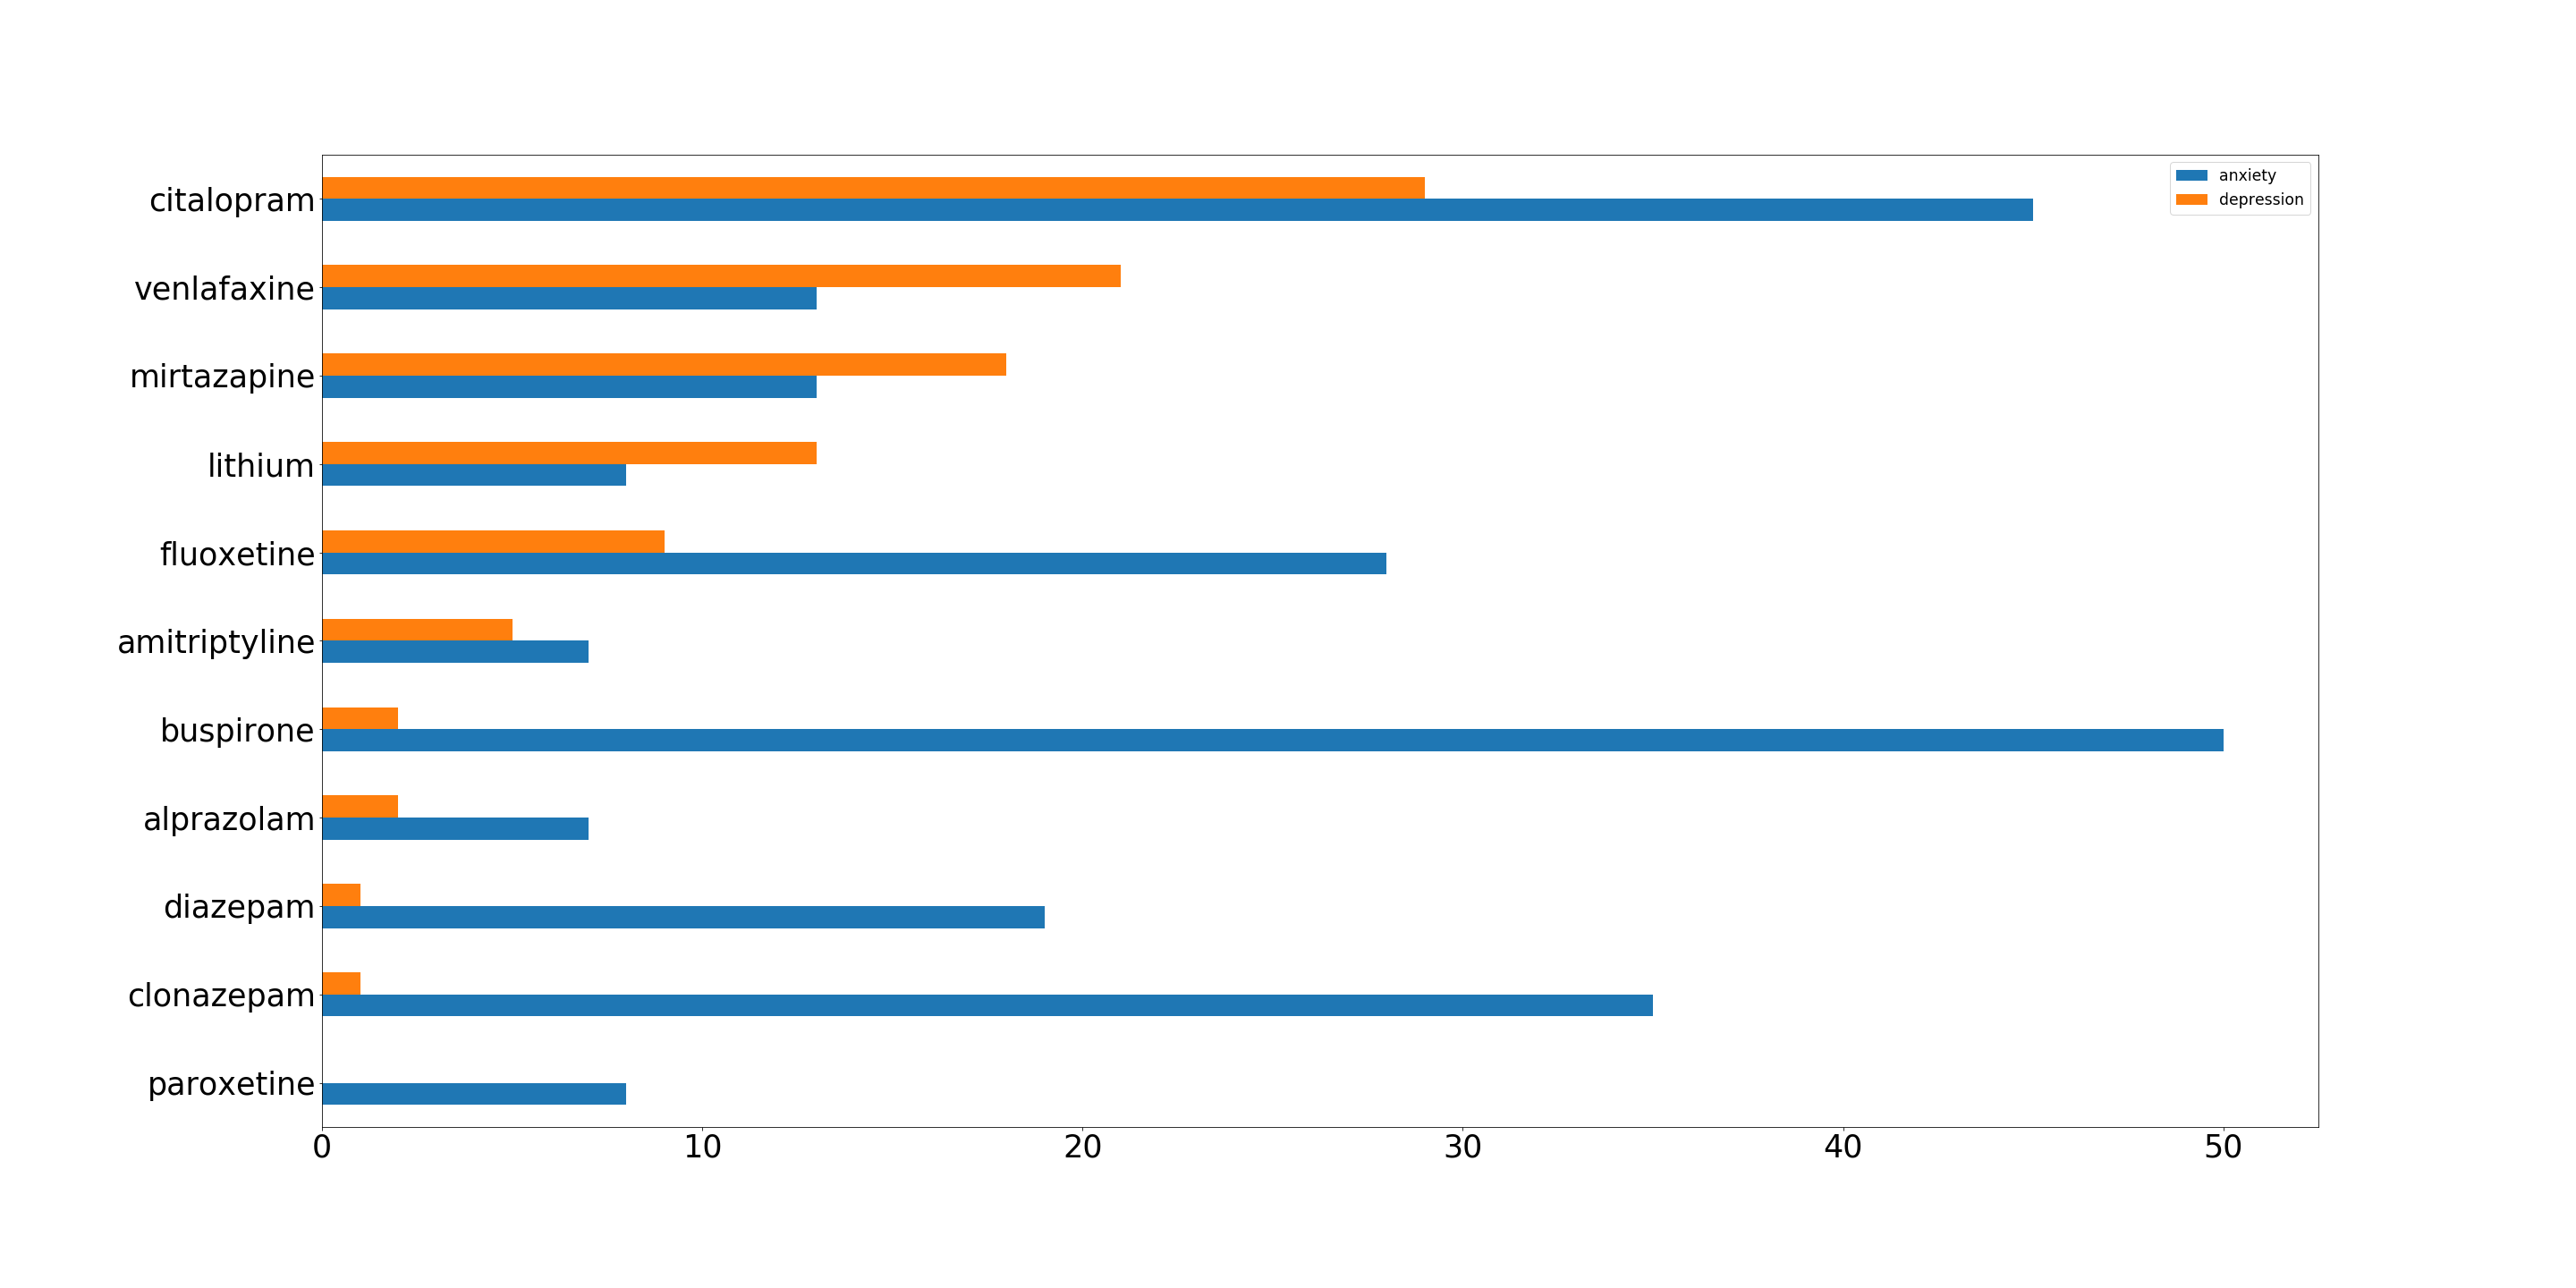 citalopram
venlafaxine
mirtazapine
lithium
fluoxetine
amitriptyline
buspirone
alprazolam
diazepam
clonazepam
paroxetine
0 10 20 30 40 50
anxiety
depression